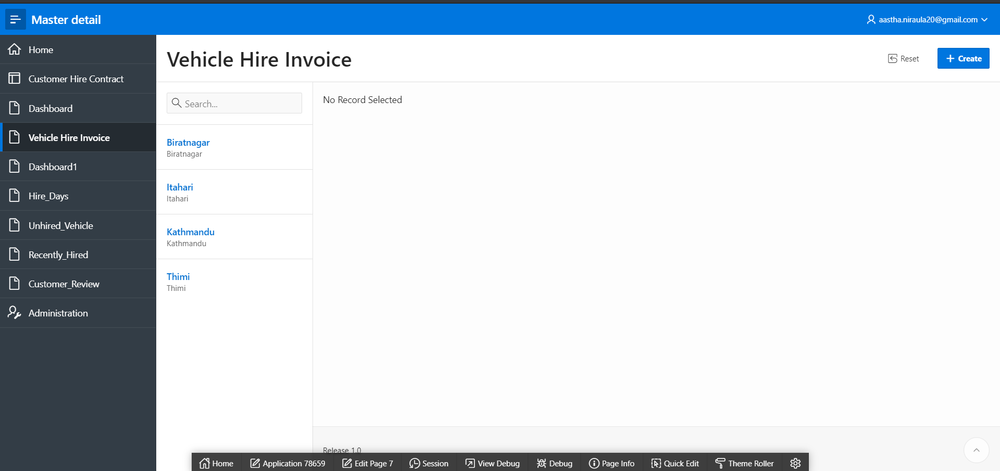 Master detail
aastha.niraula20@gmail.com
Home
Customer Hire Contract
Dashboard
Vehicle Hire Invoice
Dashboard1
Hire_Days
Unhired_Vehicle
Recently_Hired
Customer_Review
Administration
Vehicle Hire Invoice
Reset
Create
Search...
Biratnagar
Biratnagar
Itahari
Itahari
Kathmandu
Kathmandu
Thimi
Thimi
No Record Selected
Release 1.0
Home Application 78659 Edit Page 7 Session View Debug Debug Page Info Quick Edit Theme Roller